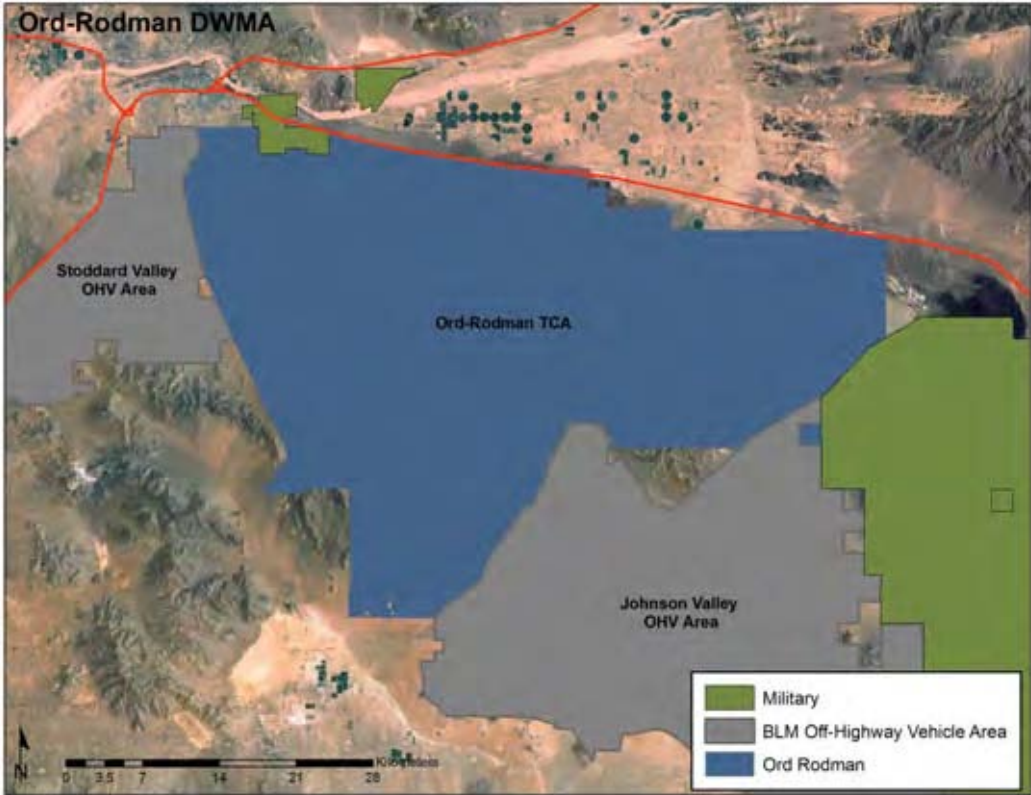 Ord-Rodman DWMA
Stoddard Valley
OHV Area
Ord-Rodman TCA
Johnson Valley
OHV Area
Military
BLM Off-Highway Vehicle Area
Ord Rodman
N
Kilometers
0 3.5 7 14 21 28